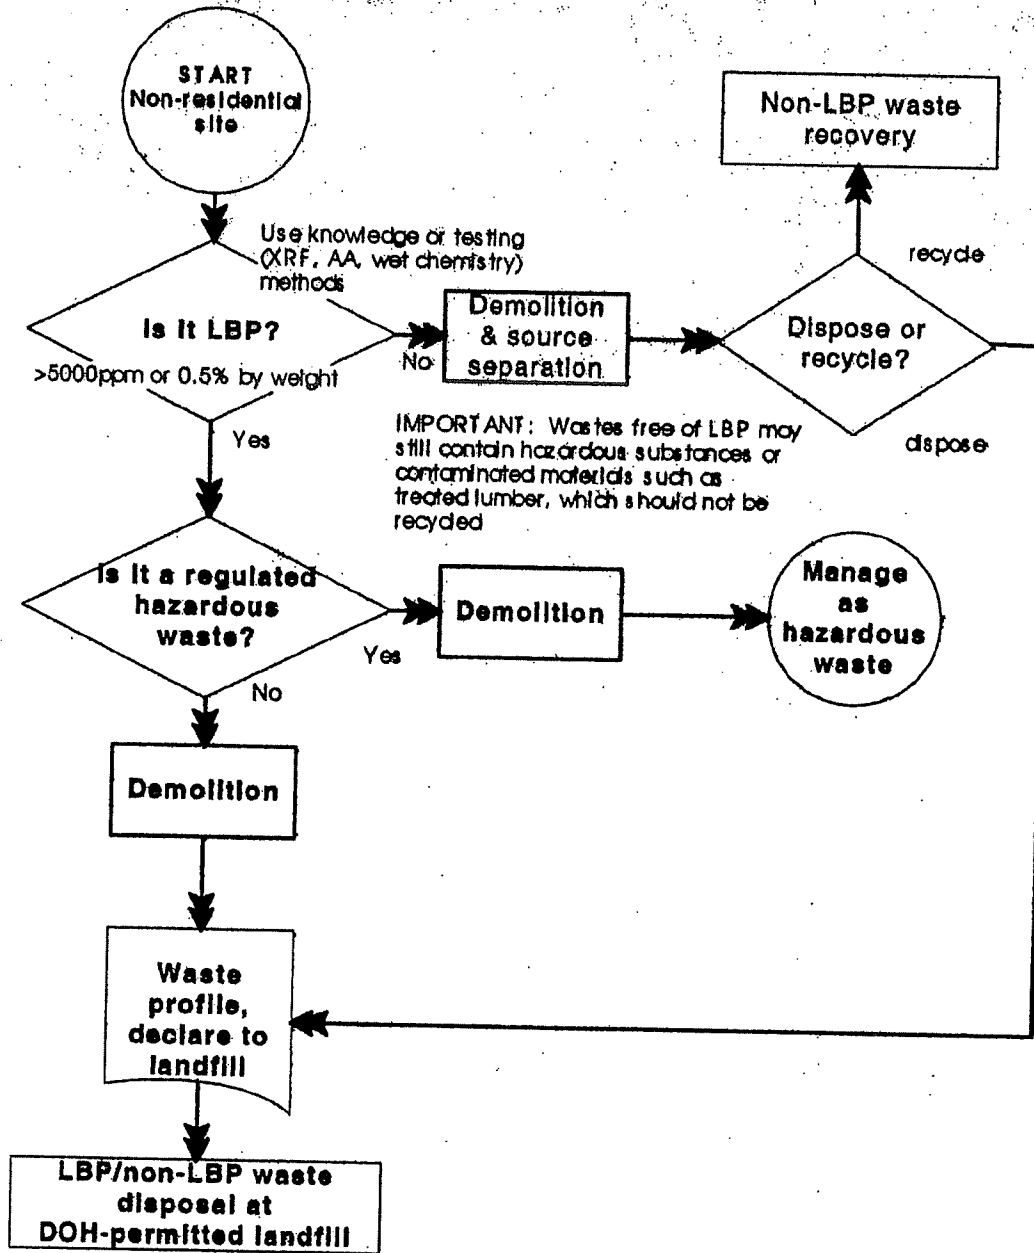 START
Non-residential
site
Non-LBP waste
recovery
Use knowledge or testing
(XRF, AA, wet chemistry)
methods
recycle
Is it LBP?
>5000ppm or 0.5% by weight
No
Demolition
& source
separation
Dispose or
recycle?
Yes
dispose
IMPORTANT: Wastes free of LBP may
still contain hazardous substances or
contaminated materials such as
treated lumber, which should not be
recycled
Is it a regulated
hazardous
waste?
Yes
Demolition
Manage
as
hazardous
waste
No
Demolition
Waste
profile,
declare to
landfill
LBP/non-LBP waste
disposal at
DOH-permitted landfill